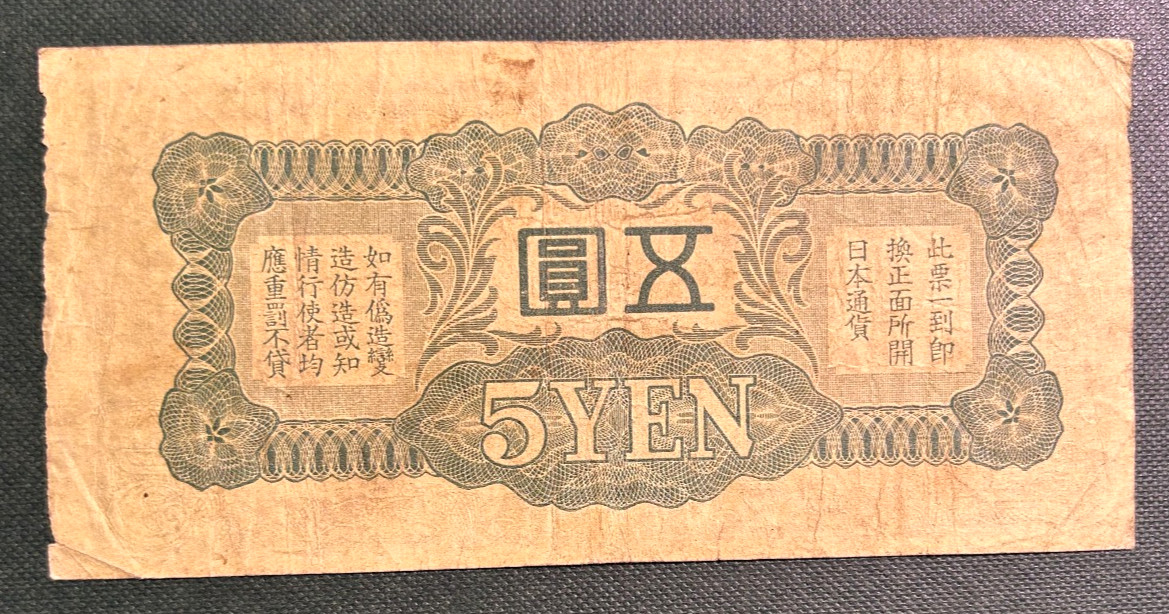 五圓
此票一到卽
換正面所開
日本通貨
如有僞造變
造仿造或知
情行使者均
應重罰不貸
5YEN